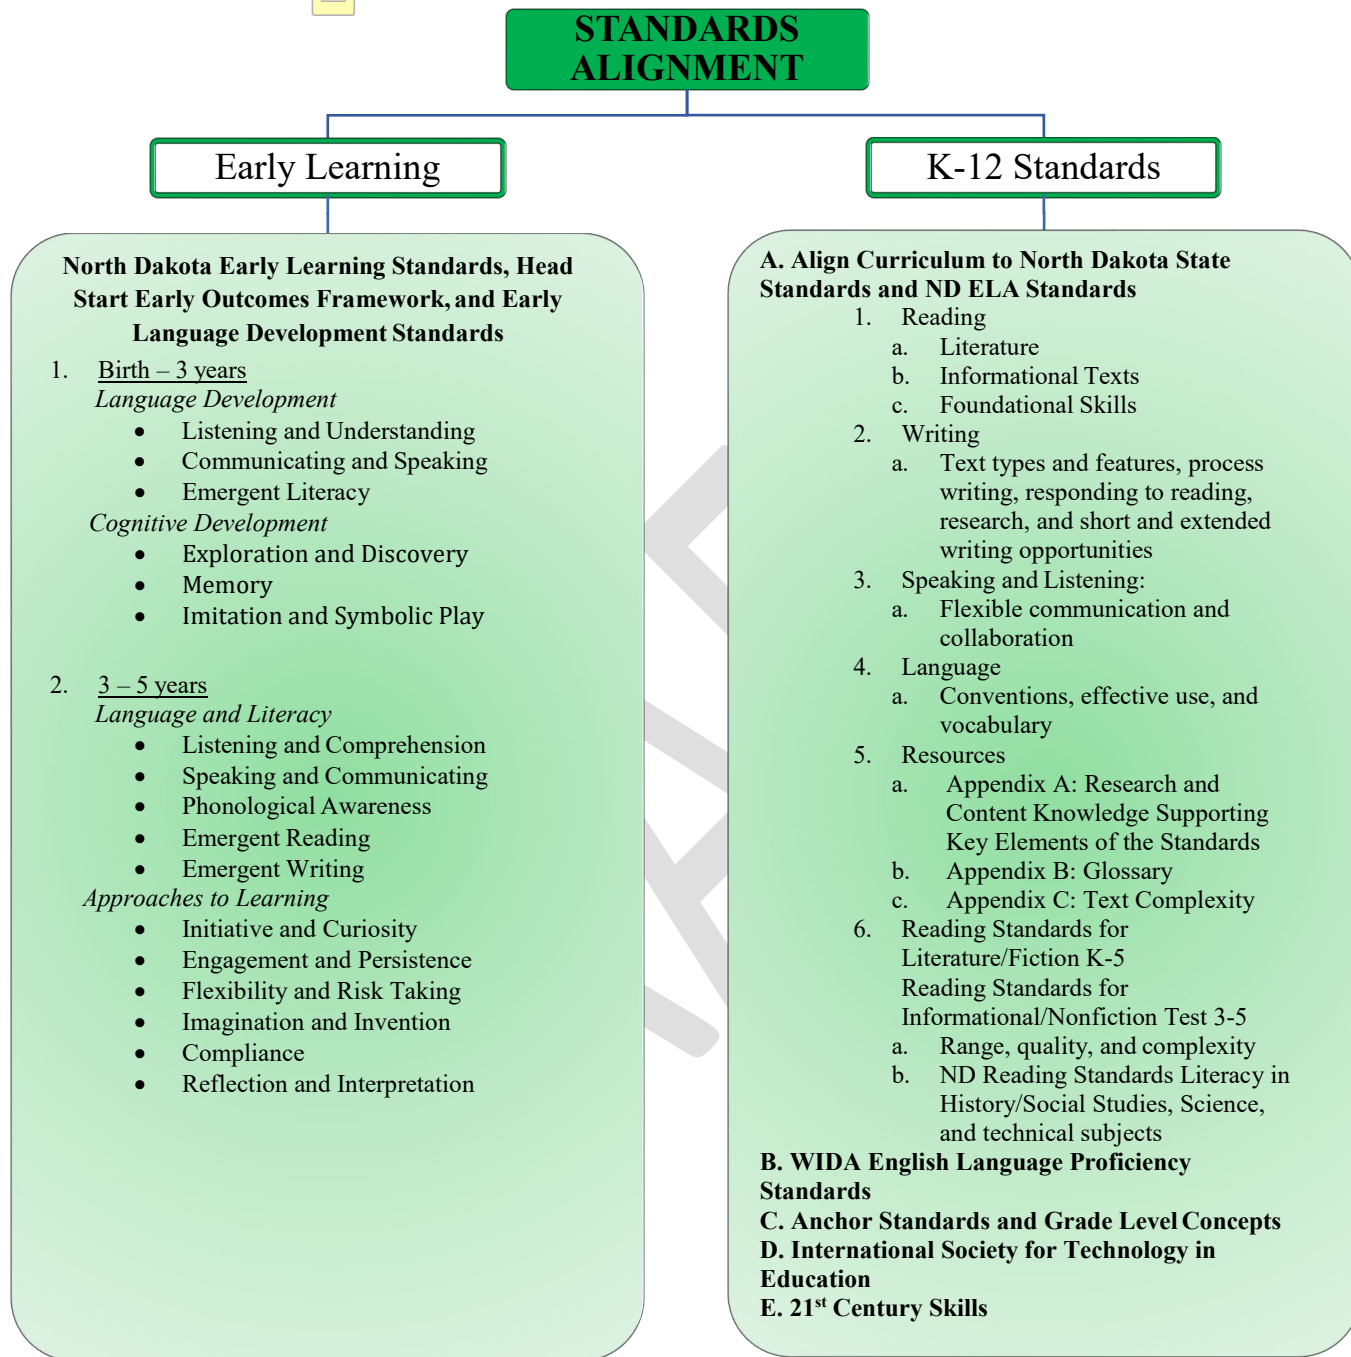 STANDARDS
ALIGNMENT
Early Learning
North Dakota Early Learning Standards, Head
Start Early Outcomes Framework, and Early
Language Development Standards
1. Birth – 3 years
Language Development
• Listening and Understanding
• Communicating and Speaking
• Emergent Literacy
Cognitive Development
• Exploration and Discovery
• Memory
• Imitation and Symbolic Play
2. 3 – 5 years
Language and Literacy
• Listening and Comprehension
• Speaking and Communicating
• Phonological Awareness
• Emergent Reading
• Emergent Writing
Approaches to Learning
• Initiative and Curiosity
• Engagement and Persistence
• Flexibility and Risk Taking
• Imagination and Invention
• Compliance
• Reflection and Interpretation
K-12 Standards
A. Align Curriculum to North Dakota State
Standards and ND ELA Standards
1. Reading
a. Literature
b. Informational Texts
c. Foundational Skills
2. Writing
a. Text types and features, process
writing, responding to reading,
research, and short and extended
writing opportunities
3. Speaking and Listening:
a. Flexible communication and
collaboration
4. Language
a. Conventions, effective use, and
vocabulary
5. Resources
a. Appendix A: Research and
Content Knowledge Supporting
Key Elements of the Standards
b. Appendix B: Glossary
c. Appendix C: Text Complexity
6. Reading Standards for
Literature/Fiction K-5
Reading Standards for
Informational/Nonfiction Test 3-5
a. Range, quality, and complexity
b. ND Reading Standards Literacy in
History/Social Studies, Science,
and technical subjects
B. WIDA English Language Proficiency
Standards
C. Anchor Standards and Grade Level Concepts
D. International Society for Technology in
Education
E. 21st Century Skills